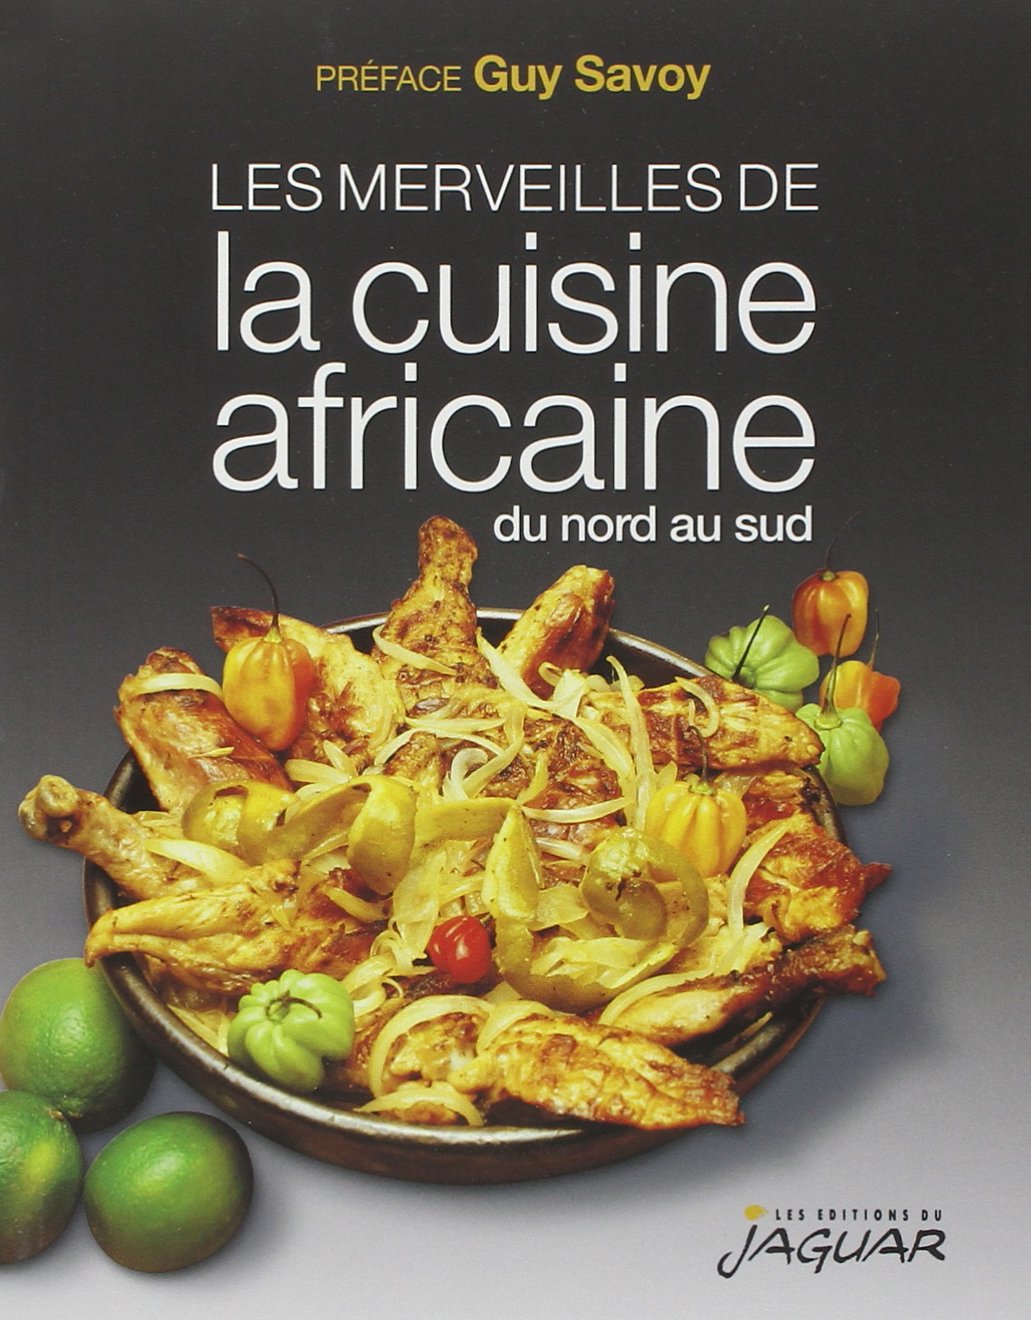 PRÉFACE Guy Savoy
LES MERVEILLES DE
la cuisine
africaine
du nord au sud
LES EDITIONS DU
JAGUAR